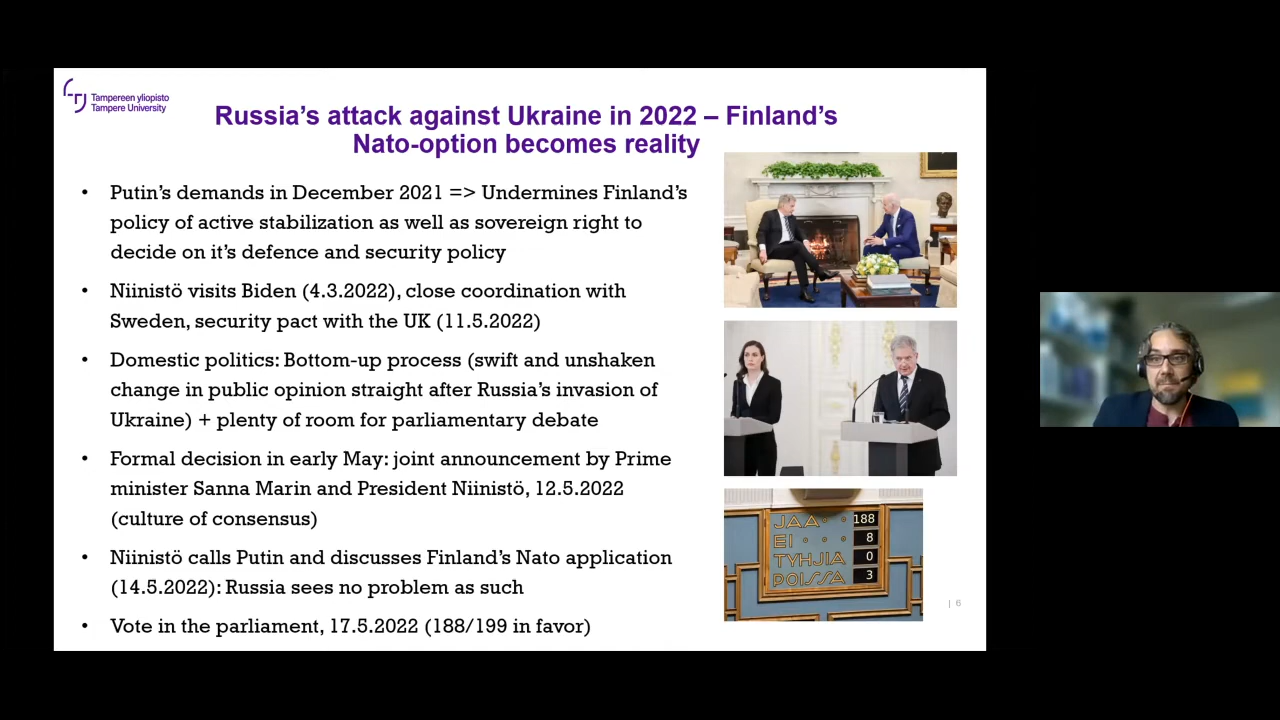 Tampereen yliopisto
Tampere University
Russia's attack against Ukraine in 2022 – Finland's
Nato-option becomes reality
• Putin's demands in December 2021 => Undermines Finland's
policy of active stabilization as well as sovereign right to
decide on it's defence and security policy
• Niinistö visits Biden (4.3.2022), close coordination with
Sweden, security pact with the UK (11.5.2022)
• Domestic politics: Bottom-up process (swift and unshaken
change in public opinion straight after Russia's invasion of
Ukraine) + plenty of room for parliamentary debate
• Formal decision in early May: joint announcement by Prime
minister Sanna Marin and President Niinistö, 12.5.2022
(culture of consensus)
• Niinistö calls Putin and discusses Finland's Nato application
(14.5.2022): Russia sees no problem as such
• Vote in the parliament, 17.5.2022 (188/199 in favor)
JAA 188
EI 8
TYHJIÄ 0
POISSA 3
| 6